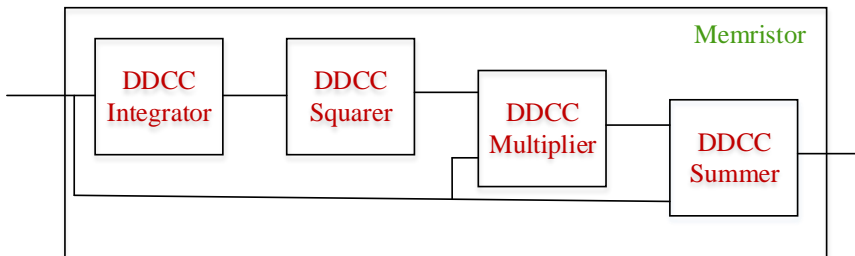 Memristor
DDCC
Integrator
DDCC
Squarer
DDCC
Multiplier
DDCC
Summer